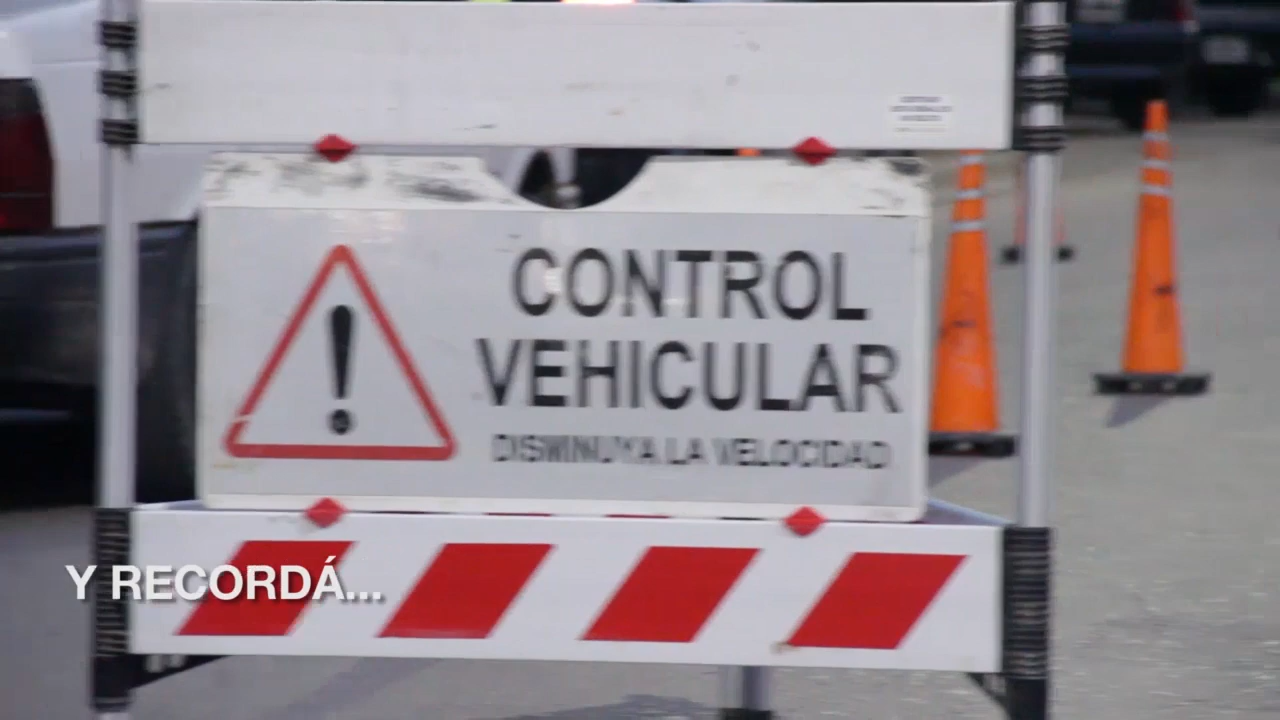 CONTROL
VEHICULAR
DISMINUYA LA VELOCIDAD
Y RECORDÁ...